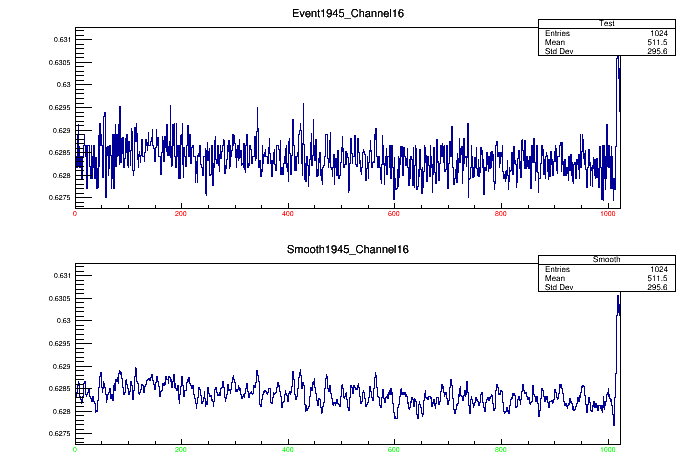 Event1945_Channel16
Test
Entries 1024
Mean 511.5
Std Dev 295.6
0.631
0.6305
0.63
0.6295
0.629
0.6285
0.628
0.6275
0 200 400 600 800 1000
Smooth1945_Channel16
Smooth
Entries 1024
Mean 511.5
Std Dev 295.6
0.631
0.6305
0.63
0.629
0.6285
0.628
0.6275
0 200 400 600 800 1000